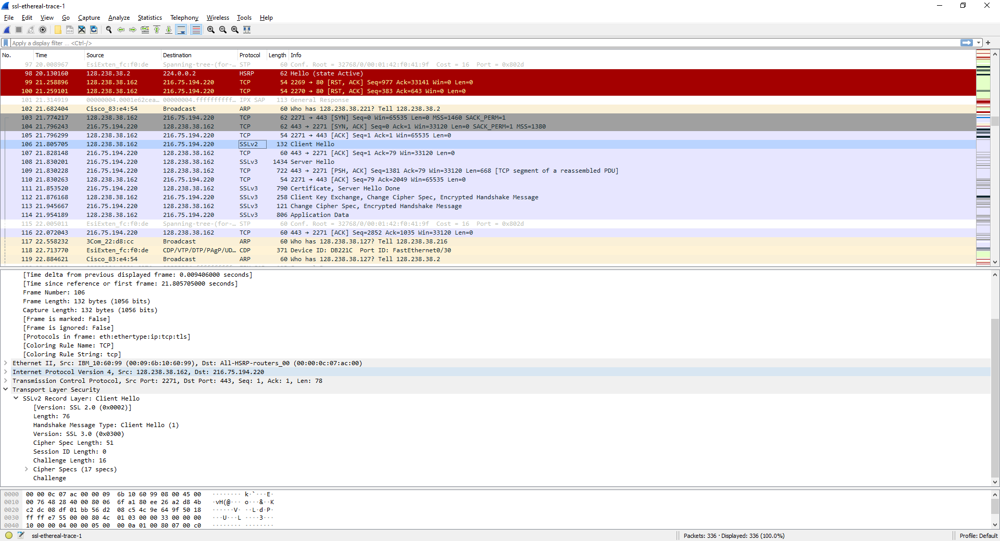 ssl-ethereal-trace-1
File Edit View Go Capture Analyze Statistics Telephony Wireless Tools Help
Apply a display filter ... <Ctrl-/>
No. Time Source Destination Protocol Length Info
97 20.008967 EsiExten_fc:f0:de Spanning-tree-(for-… STP 60 Conf. Root = 32768/0/00:01:42:f0:41:9f Cost = 16 Port = 0x802d
98 20.130160 128.238.38.2 224.0.0.2 HSRP 62 Hello (state Active)
99 21.258896 128.238.38.162 216.75.194.220 TCP 54 2269 → 80 [RST, ACK] Seq=977 Ack=33141 Win=0 Len=0
100 21.259101 128.238.38.162 216.75.194.220 TCP 54 2270 → 80 [RST, ACK] Seq=383 Ack=643 Win=0 Len=0
101 21.314919 00000004.0001e62cea… 00000004.ffffffffff… IPX SAP 113 General Response
102 21.682404 Cisco_83:e4:54 Broadcast ARP 60 Who has 128.238.38.221? Tell 128.238.38.2
103 21.774217 128.238.38.162 216.75.194.220 TCP 62 2271 → 443 [SYN] Seq=0 Win=65535 Len=0 MSS=1460 SACK_PERM=1
104 21.796243 216.75.194.220 128.238.38.162 TCP 62 443 → 2271 [SYN, ACK] Seq=0 Ack=1 Win=33120 Len=0 SACK_PERM=1 MSS=1380
105 21.796299 128.238.38.162 216.75.194.220 TCP 54 2271 → 443 [ACK] Seq=1 Ack=1 Win=65535 Len=0
106 21.805705 128.238.38.162 216.75.194.220 SSLv2 132 Client Hello
107 21.828148 216.75.194.220 128.238.38.162 TCP 60 443 → 2271 [ACK] Seq=1 Ack=79 Win=33120 Len=0
108 21.830201 216.75.194.220 128.238.38.162 SSLv3 1434 Server Hello
109 21.830228 216.75.194.220 128.238.38.162 TCP 722 443 → 2271 [PSH, ACK] Seq=1381 Ack=79 Win=33120 Len=668 [TCP segment of a reassembled PDU]
110 21.830263 128.238.38.162 216.75.194.220 TCP 54 2271 → 443 [ACK] Seq=79 Ack=2049 Win=65535 Len=0
111 21.853520 216.75.194.220 128.238.38.162 SSLv3 790 Certificate, Server Hello Done
112 21.876168 128.238.38.162 216.75.194.220 SSLv3 258 Client Key Exchange, Change Cipher Spec, Encrypted Handshake Message
113 21.945667 216.75.194.220 128.238.38.162 SSLv3 121 Change Cipher Spec, Encrypted Handshake Message
114 21.954189 128.238.38.162 216.75.194.220 SSLv3 806 Application Data
115 22.005011 EsiExten_fc:f0:de Spanning-tree-(for-… STP 60 Conf. Root = 32768/0/00:01:42:f0:41:9f Cost = 16 Port = 0x802d
116 22.072043 216.75.194.220 128.238.38.162 TCP 60 443 → 2271 [ACK] Seq=2852 Ack=1035 Win=33120 Len=0
117 22.558232 3Com_22:d8:cc Broadcast ARP 60 Who has 128.238.38.127? Tell 128.238.38.216
118 22.713770 EsiExten_fc:f0:de CDP/VTP/DTP/PAgP/UD… CDP 371 Device ID: DB221C Port ID: FastEthernet0/30
119 22.884621 Cisco_83:e4:54 Broadcast ARP 60 Who has 128.238.38.127? Tell 128.238.38.2
[Time delta from previous displayed frame: 0.009406000 seconds]
[Time since reference or first frame: 21.805705000 seconds]
Frame Number: 106
Frame Length: 132 bytes (1056 bits)
Capture Length: 132 bytes (1056 bits)
[Frame is marked: False]
[Frame is ignored: False]
[Protocols in frame: eth:ethertype:ip:tcp:tls]
[Coloring Rule Name: TCP]
[Coloring Rule String: tcp]
Ethernet II, Src: IBM_10:60:99 (00:09:6b:10:60:99), Dst: All-HSRP-routers_00 (00:00:0c:07:ac:00)
Internet Protocol Version 4, Src: 128.238.38.162, Dst: 216.75.194.220
Transmission Control Protocol, Src Port: 2271, Dst Port: 443, Seq: 1, Ack: 1, Len: 78
Transport Layer Security
SSLv2 Record Layer: Client Hello
[Version: SSL 2.0 (0x0002)]
Length: 76
Handshake Message Type: Client Hello (1)
Version: SSL 3.0 (0x0300)
Cipher Spec Length: 51
Session ID Length: 0
Challenge Length: 16
Cipher Specs (17 specs)
Challenge
0000 00 00 0c 07 ac 00 00 09 6b 10 60 99 08 00 45 00 ········ k·`···E·
0010 00 76 48 28 40 00 80 06 6f a1 80 ee 26 a2 d8 4b ·vH(@··· o···&··K
0020 c2 dc 08 df 01 bb 56 d2 08 c5 4c 9e 64 9f 50 18 ······V· ··L·d·P·
0030 ff ff e7 55 00 00 80 4c 01 03 00 00 33 00 00 00 ···U···L ····3···
0040 10 00 00 04 00 00 05 00 00 0a 01 00 80 07 00 c0 ········ ········
ssl-ethereal-trace-1 Packets: 336 · Displayed: 336 (100.0%) Profile: Default